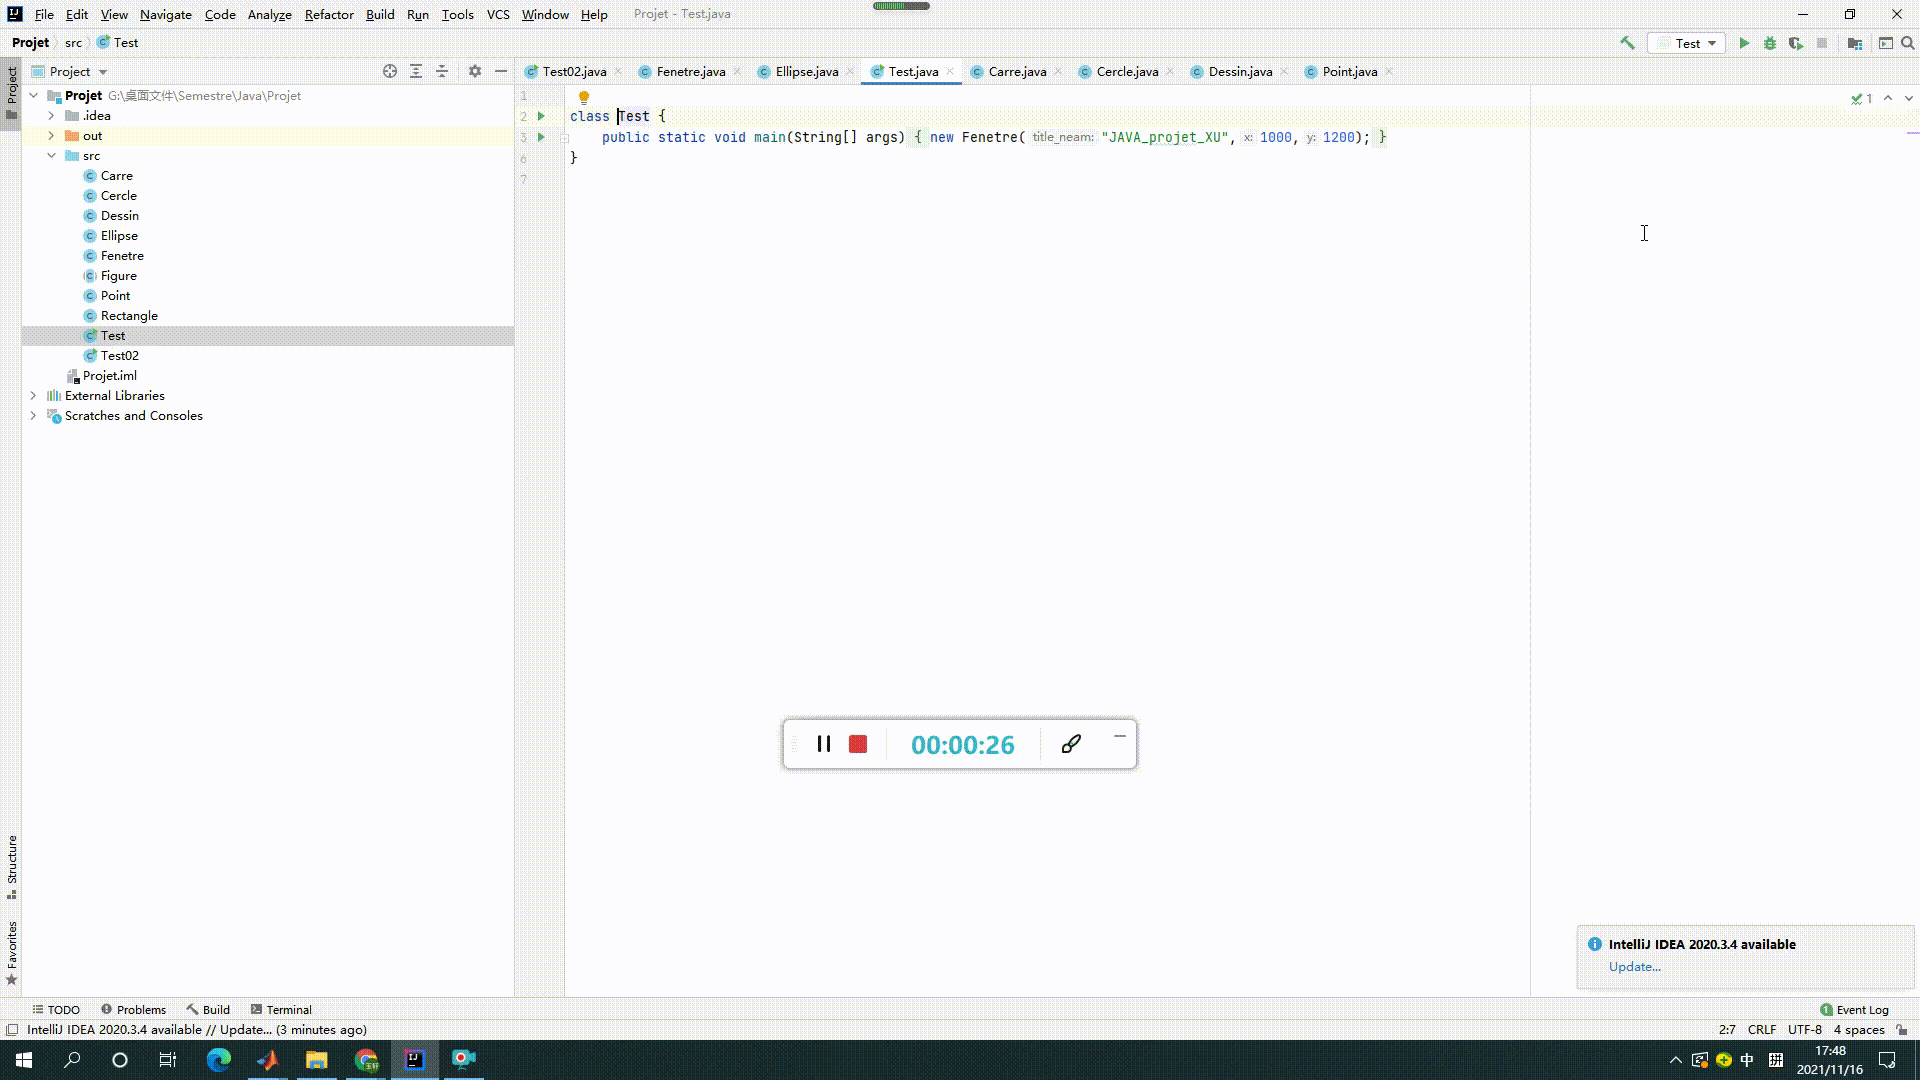 File Edit View Navigate Code Analyze Refactor Build Run Tools VCS Window Help Projet - Test.java
Projet src Test
Test
Project
Project
Test02.java Fenetre.java Ellipse.java Test.java Carre.java Cercle.java Dessin.java Point.java
Projet G:\桌面文件\Semestre\Java\Projet
.idea
out
src
Carre
Cercle
Dessin
Ellipse
Fenetre
Figure
Point
Rectangle
Test
Test02
Projet.iml
External Libraries
Scratches and Consoles
1
1
2 class Test {
3 public static void main(String[] args) { new Fenetre( title_neam: "JAVA_projet_XU", x: 1000, y: 1200); }
6 }
7
00:00:26
Structure
Favorites
IntelliJ IDEA 2020.3.4 available
Update...
TODO Problems Build Terminal
1 Event Log
IntelliJ IDEA 2020.3.4 available // Update... (3 minutes ago)
2:7 CRLF UTF-8 4 spaces
中 拼
17:48
2021/11/16